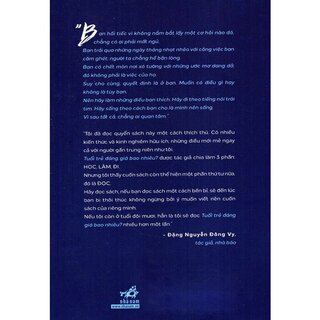 "Bạn hối tiếc vì không nắm bắt lấy một cơ hội nào đó,
chẳng có ai phải mất ngủ.
Bạn trải qua những ngày tháng nhạt nhẽo với công việc bạn
căm ghét, người ta chẳng hề bận lòng.
Bạn có chết mòn nơi xó tường với những ước mơ dang dở,
đó không phải là việc của họ.
Suy cho cùng, quyết định là ở bạn. Muốn có điều gì hay
không là tùy bạn.
Nên hãy làm những điều bạn thích. Hãy đi theo tiếng nói trái
tim. Hãy sống theo cách bạn cho là mình nên sống.
Vì sau tất cả, chẳng ai quan tâm."
"Tôi đã đọc quyển sách này một cách thích thú. Có nhiều
kiến thức và kinh nghiệm hữu ích, những điều mới mẻ ngay
cả với người gần trung niên như tôi.
Tuổi trẻ đáng giá bao nhiêu? được tác giả chia làm 3 phần:
HỌC, LÀM, ĐI.
Nhưng tôi thấy cuốn sách còn thể hiện một phần thứ tư nữa,
đó là ĐỌC.
Hãy đọc sách, nếu bạn đọc sách một cách bền bỉ, sẽ đến lúc
bạn bị thôi thúc không ngừng bởi ý muốn viết nên cuốn
sách của riêng mình.
Nếu tôi còn ở tuổi đôi mươi, hẳn là tôi sẽ đọc Tuổi trẻ đáng
giá bao nhiêu? nhiều hơn một lần."
- Đặng Nguyễn Đông Vy,
tác giả, nhà báo
nhã nam